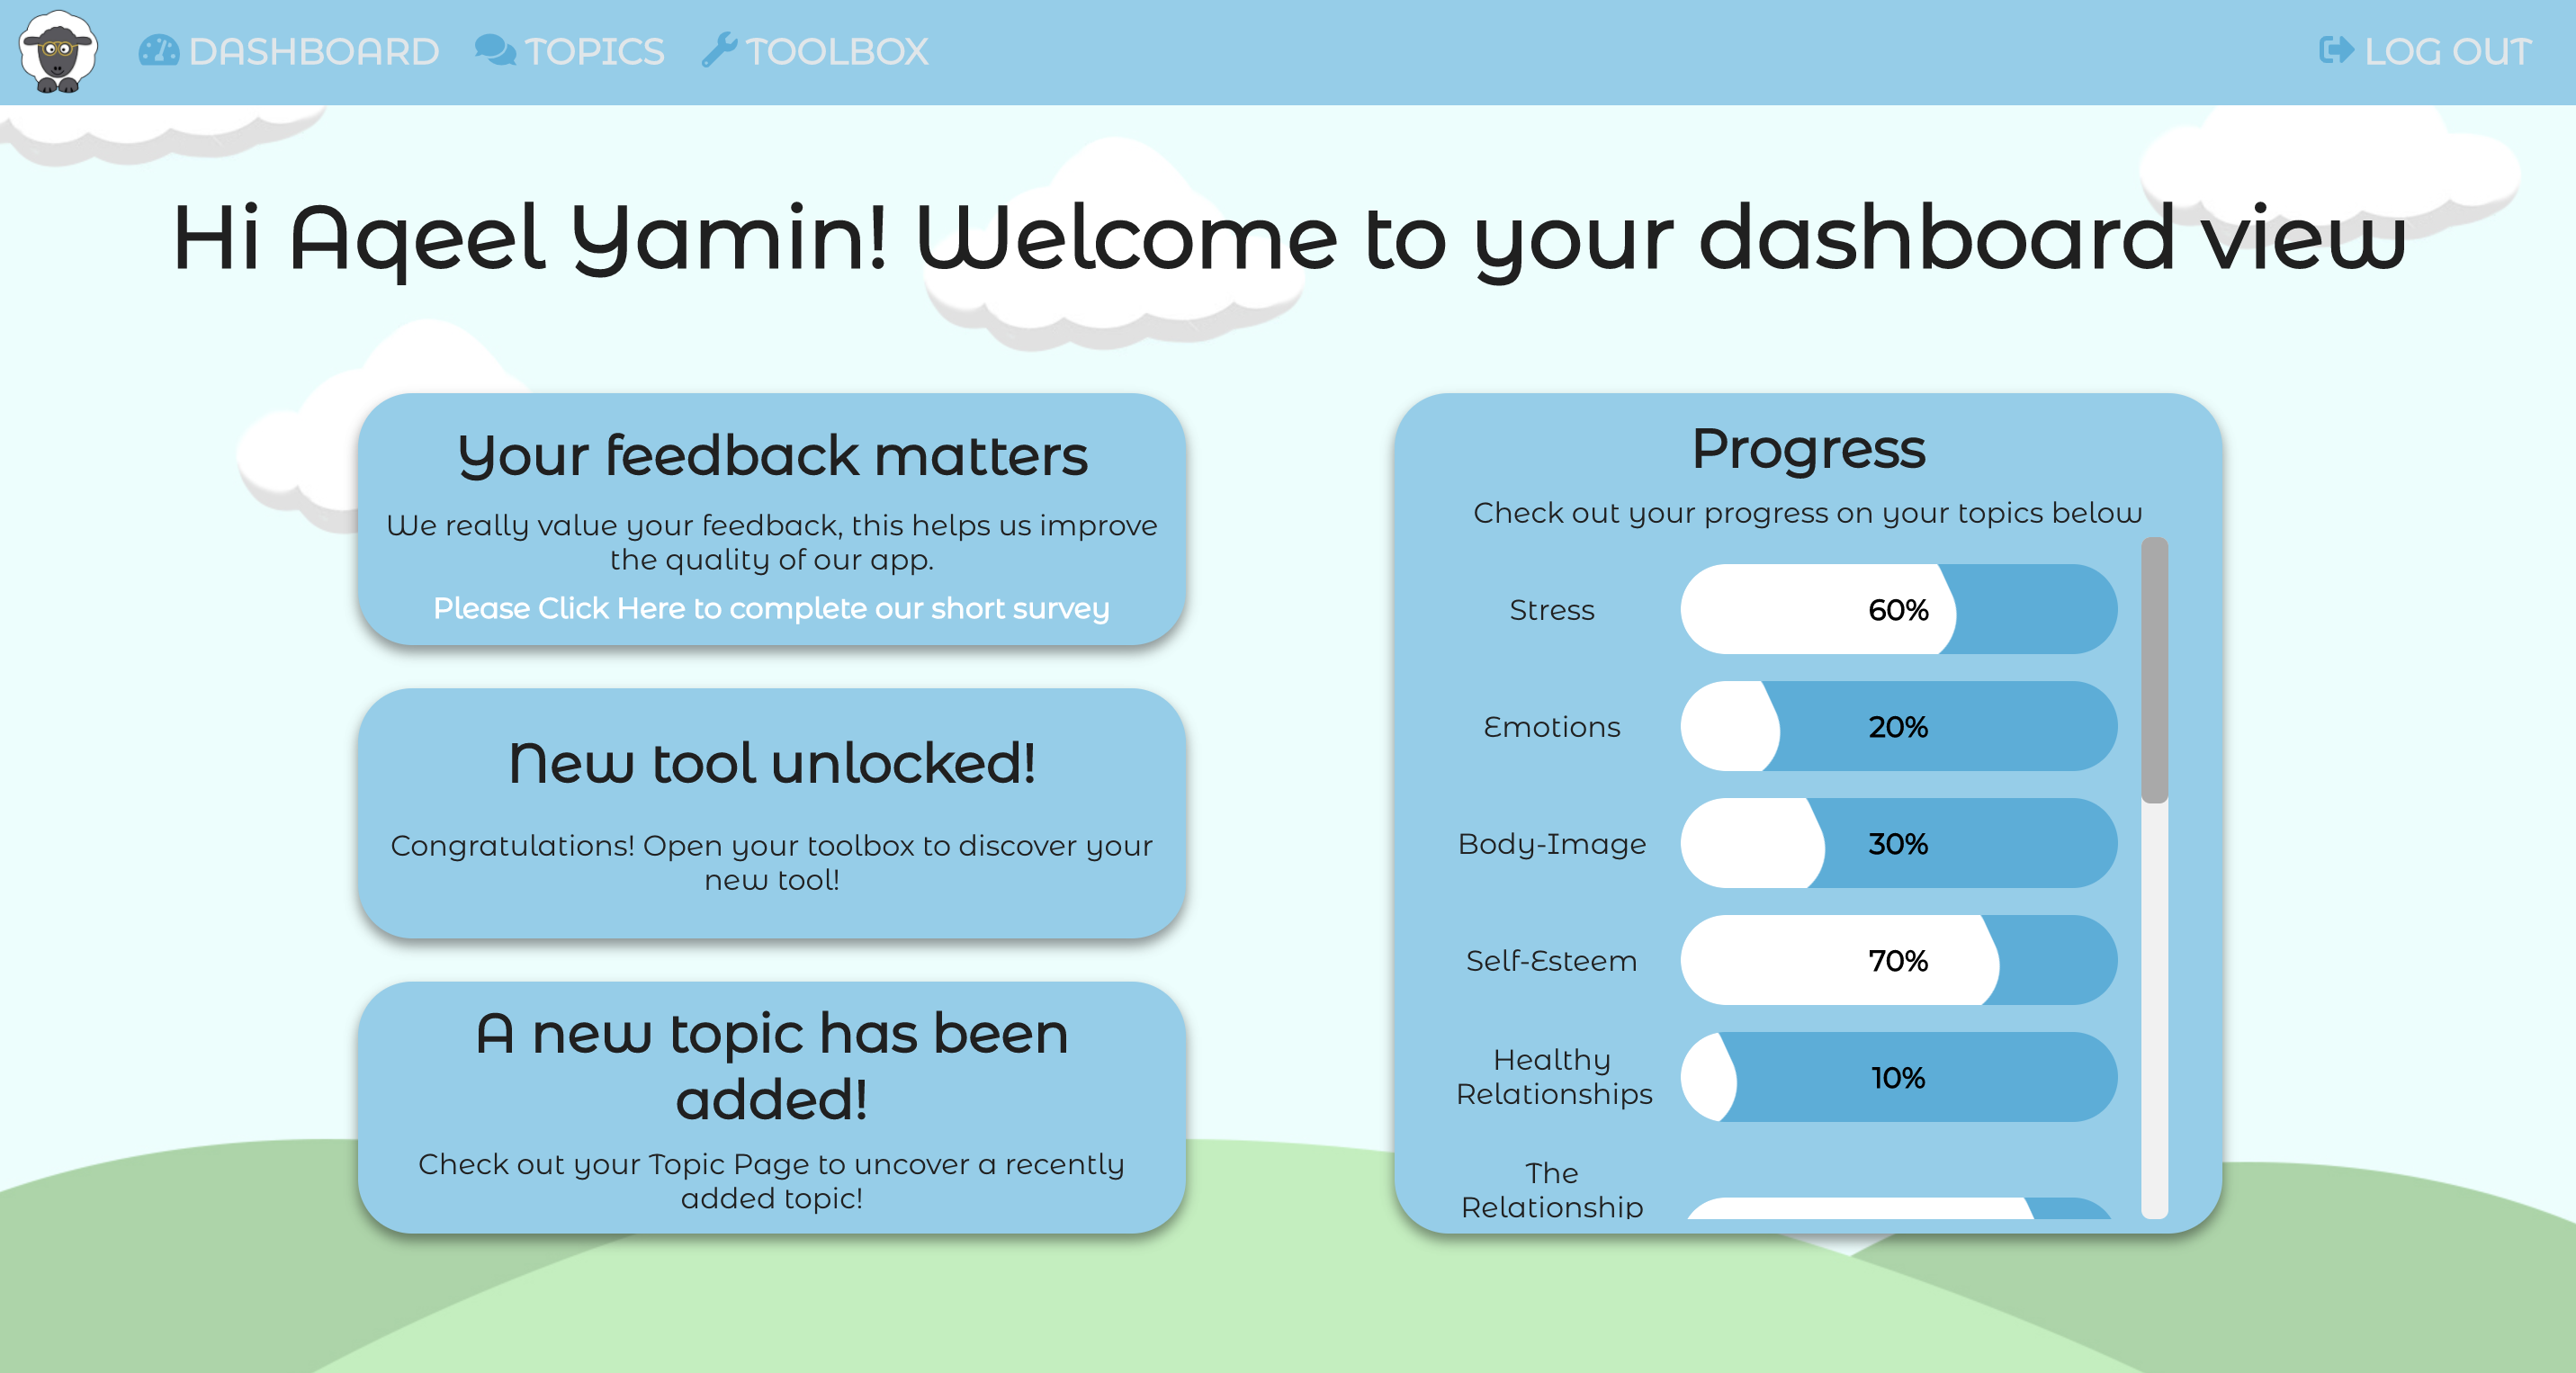 DASHBOARD TOPICS TOOLBOX LOG OUT
Hi Aqeel Yamin! Welcome to your dashboard view
Your feedback matters
We really value your feedback, this helps us improve
the quality of our app.
Please Click Here to complete our short survey
New tool unlocked!
Congratulations! Open your toolbox to discover your
new tool!
A new topic has been
added!
Check out your Topic Page to uncover a recently
added topic!
Progress
Check out your progress on your topics below
Stress 60%
Emotions 20%
Body-Image 30%
Self-Esteem 70%
Healthy
Relationships 10%
The
Relationship